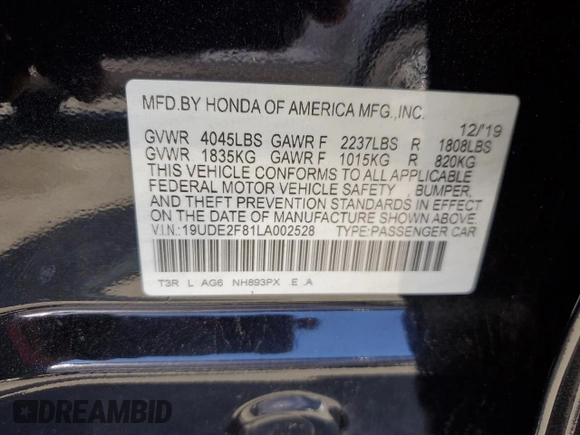 MFD.BY HONDA OF AMERICA MFG.,INC.
12/'19
GVWR 4045LBS GAWR F 2237LBS R 1808LBS
GVWR 1835KG GAWR F 1015KG R 820KG
THIS VEHICLE CONFORMS TO ALL APPLICABLE
FEDERAL MOTOR VEHICLE SAFETY , BUMPER,
AND THEFT PREVENTION STANDARDS IN EFFECT
ON THE DATE OF MANUFACTURE SHOWN ABOVE.
V.I.N.:19UDE2F81LA002528 TYPE:PASSENGER CAR
T3R L AG6 NH893PX .E .A
DREAMBID